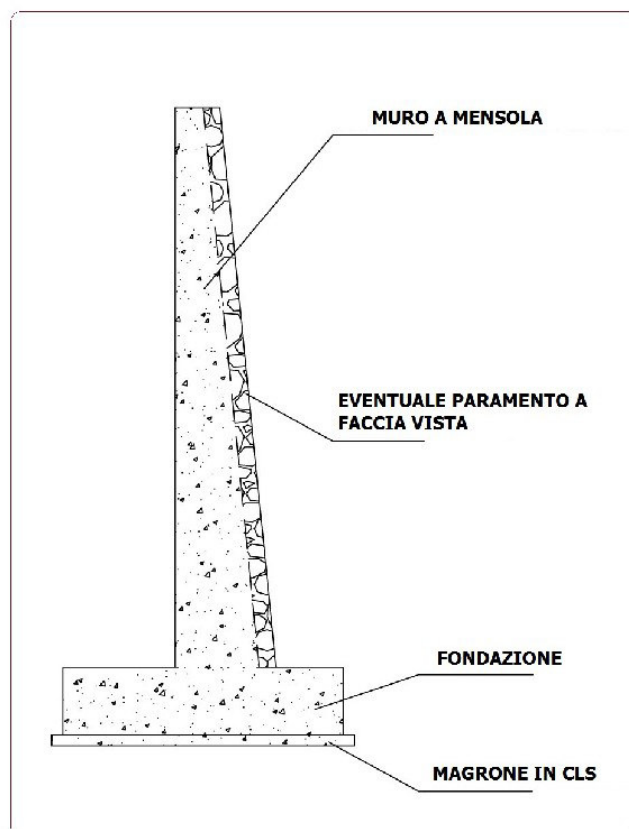 MURO A MENSOLA
EVENTUALE PARAMENTO A
FACCIA VISTA
FONDAZIONE
MAGRONE IN CLS